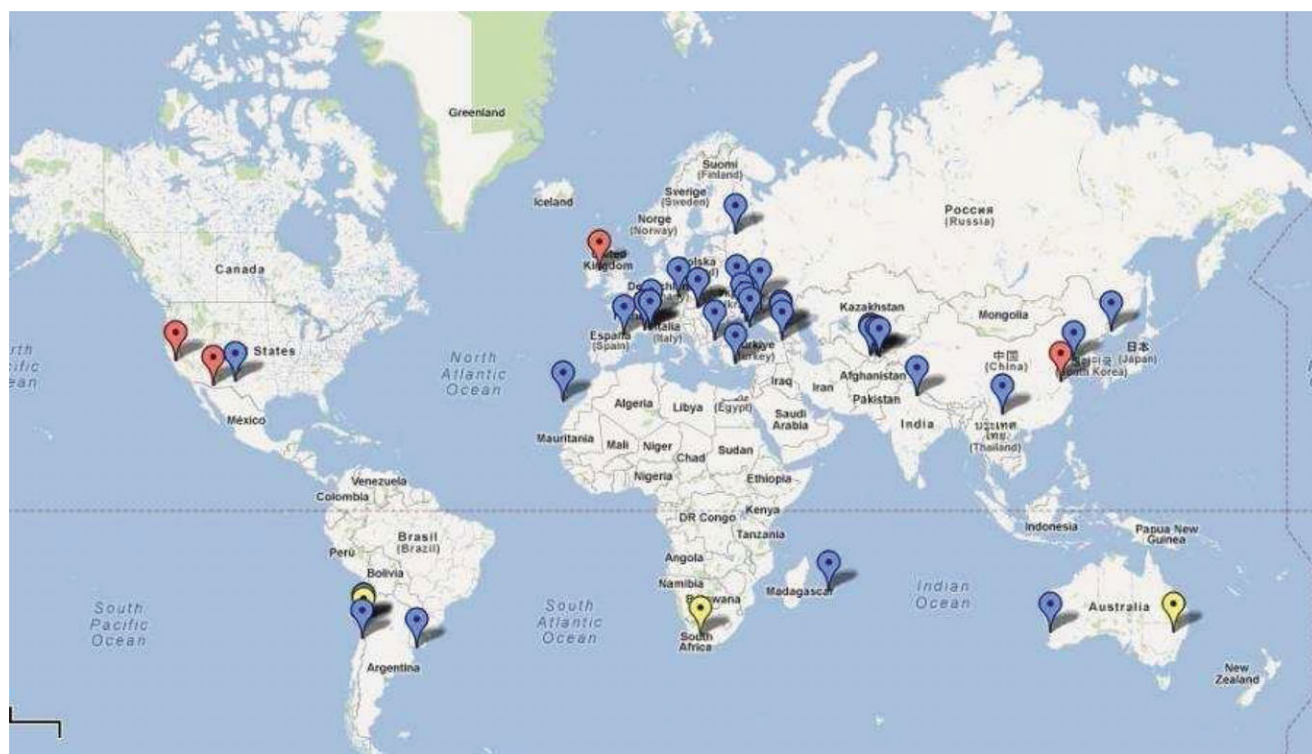 Greenland
Iceland
Suomi
(Finland)
Sverige
(Sweden)
Norge
(Norway)
Россия
(Russia)
Canada
Kingdom
Kazakhstan
Mongolia
States
España
(Spain)
Italia
(Italy)
中国
(China)
日本
(Japan)
South Korea)
North
Atlantic
Ocean
Iraq
Iran
Afghanistan
Pakistan
México
Algeria
Libya
(Egypt)
Saudi
Arabia
India
(Thailand)
Mauritania
Mali
Niger
Chad
Sudan
Nigeria
Ethiopia
Venezuela
Colombia
DR Congo
Kenya
Tanzania
Indonesia
Papua New
Guinea
Brasil
(Brazil)
Perú
Bolivia
Angola
Namibia
Madagascar
Indian
Ocean
Australia
South
Pacific
Ocean
South
Atlantic
Ocean
South
Africa
Argentina
New
Zealand